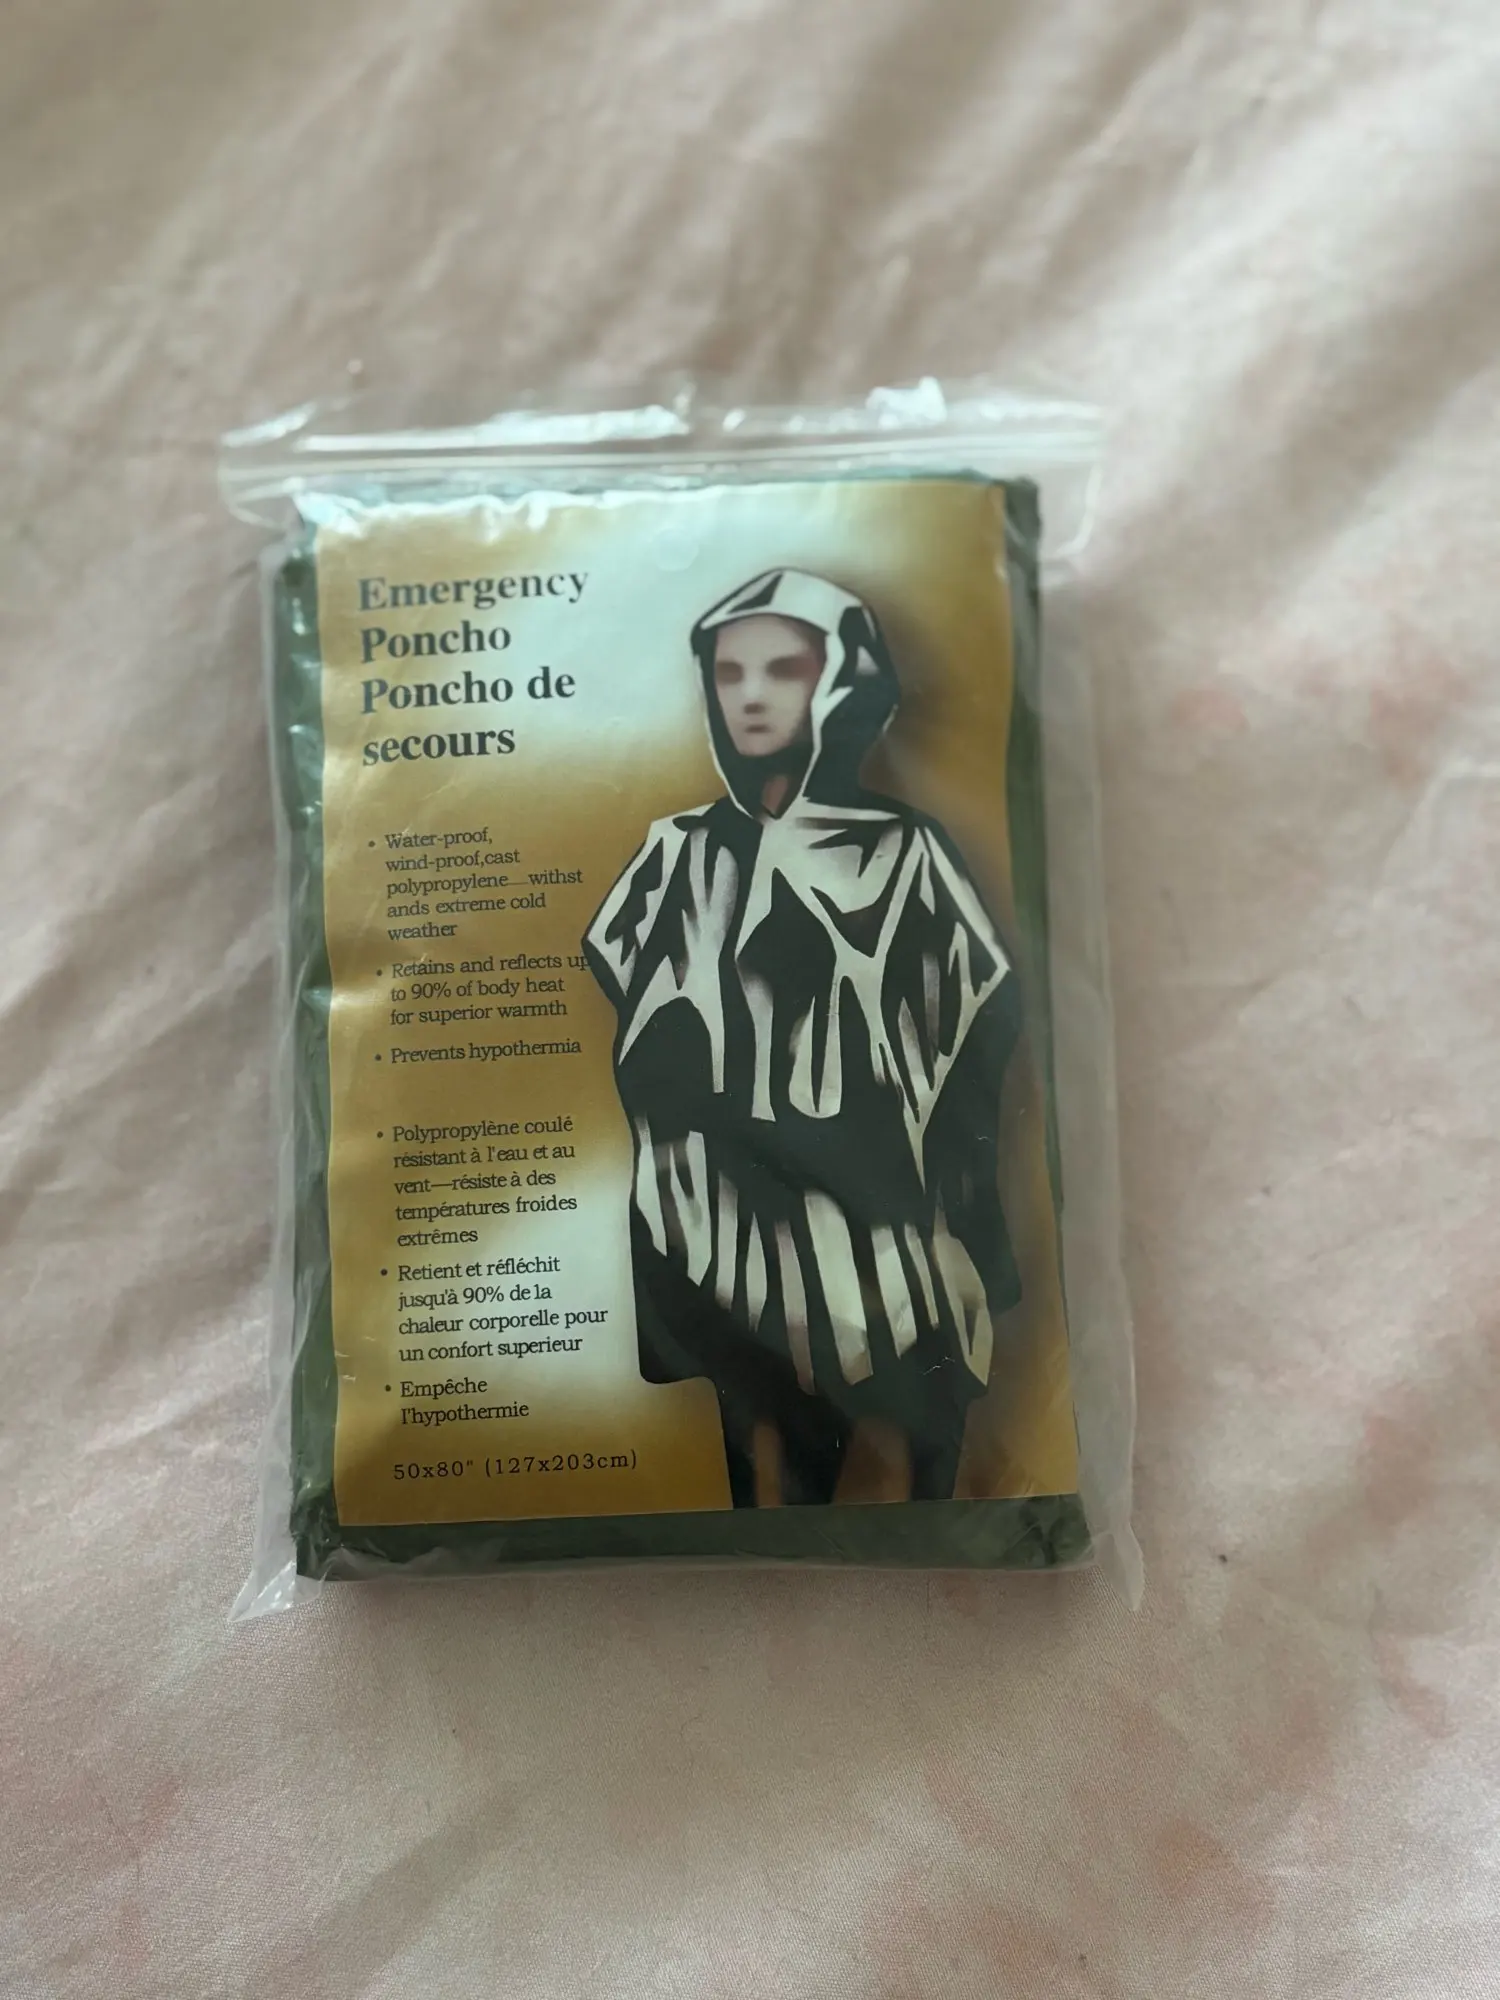 Emergency
Poncho
Poncho de
secours
• Water-proof,
wind-proof,cast
polypropylene—withst
ands extreme cold
weather
• Retains and reflects up
to 90% of body heat
for superior warmth
• Prevents hypothermia
• Polypropylène coulé
résistant à l'eau et au
vent—résiste à des
températures froides
extrêmes
• Retient et réfléchit
jusqu'à 90% de la
chaleur corporelle pour
un confort superieur
• Empêche
l'hypothermie
50x80" (127x203cm)